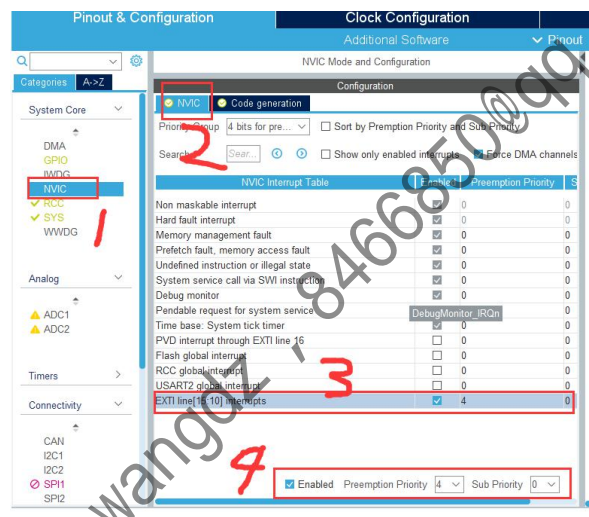 Pinout & Configuration
Clock Configuration
Additional Software
Pinout
NVIC Mode and Configuration
Categories A->Z
Configuration
NVIC
Code generation
System Core
Priority Group 4 bits for pre... Sort by Premption Priority and Sub Priority
Search Sear... Show only enabled interrupts Force DMA channels
2
DMA
GPIO
IWDG
NVIC
RCC
SYS
WWDG
1
NVIC Interrupt Table Enabled Preemption Priority S
Non maskable interrupt 0 0
Hard fault interrupt 0 0
Memory management fault 0 0
Prefetch fault, memory access fault 0 0
Undefined instruction or illegal state 0 0
System service call via SWI instruction 0 0
Debug monitor 0 0
Pendable request for system service 0
DebugMonitor_IRQn
Time base: System tick timer 0 0
PVD interrupt through EXTI line 16 0 0
Flash global interrupt 0 0
RCC global interrupt 0 0
USART2 global interrupt 0 0
EXTI line[15:10] interrupts 4 0
3
Analog
ADC1
ADC2
Timers
Connectivity
CAN
I2C1
I2C2
SPI1
SPI2
4
Enabled Preemption Priority 4 Sub Priority 0
wangdz , 8466850@qq